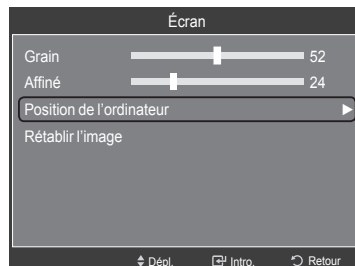 Écran
Grain 52
Affiné 24
Position de l'ordinateur
Rétablir l'image
Dépl. Intro. Retour